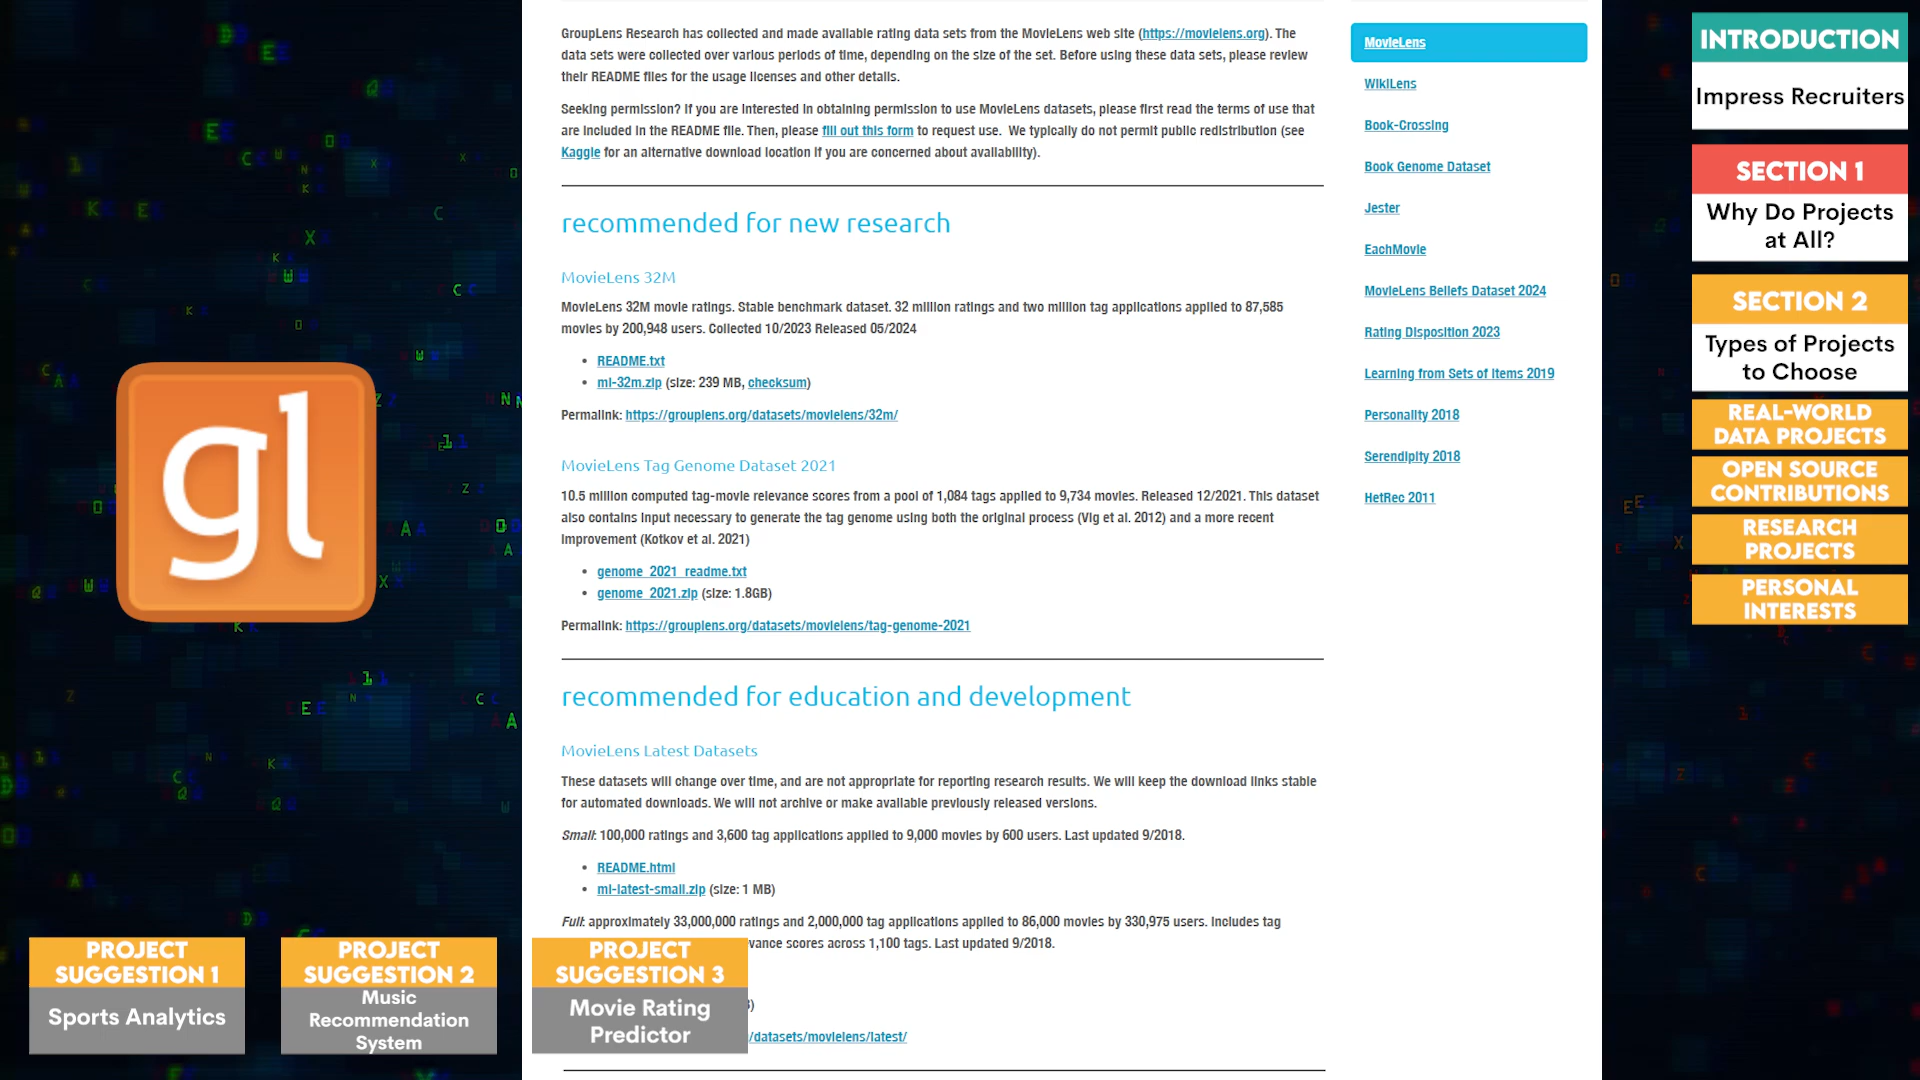 GroupLens Research has collected and made available rating data sets from the MovieLens web site (https://movielens.org). The
data sets were collected over various periods of time, depending on the size of the set. Before using these data sets, please review
their README files for the usage licenses and other details.
Seeking permission? If you are interested in obtaining permission to use MovieLens datasets, please first read the terms of use that
are included in the README file. Then, please fill out this form to request use.  We typically do not permit public redistribution (see
Kaggle for an alternative download location if you are concerned about availability).
recommended for new research
MovieLens 32M
MovieLens 32M movie ratings. Stable benchmark dataset. 32 million ratings and two million tag applications applied to 87,585
movies by 200,948 users. Collected 10/2023 Released 05/2024
• README.txt
• ml-32m.zip (size: 239 MB, checksum)
Permalink: https://grouplens.org/datasets/movielens/32m/
MovieLens Tag Genome Dataset 2021
10.5 million computed tag-movie relevance scores from a pool of 1,084 tags applied to 9,734 movies. Released 12/2021. This dataset
also contains input necessary to generate the tag genome using both the original process (Vig et al. 2012) and a more recent
improvement (Kotkov et al. 2021)
• genome_2021_readme.txt
• genome_2021.zip (size: 1.8GB)
Permalink: https://grouplens.org/datasets/movielens/tag-genome-2021
recommended for education and development
MovieLens Latest Datasets
These datasets will change over time, and are not appropriate for reporting research results. We will keep the download links stable
for automated downloads. We will not archive or make available previously released versions.
Small: 100,000 ratings and 3,600 tag applications applied to 9,000 movies by 600 users. Last updated 9/2018.
• README.html
• ml-latest-small.zip (size: 1 MB)
Full: approximately 33,000,000 ratings and 2,000,000 tag applications applied to 86,000 movies by 330,975 users. Includes tag
vance scores across 1,100 tags. Last updated 9/2018.
/datasets/movielens/latest/
MovieLens
WikiLens
Book-Crossing
Book Genome Dataset
Jester
EachMovie
MovieLens Beliefs Dataset 2024
Rating Disposition 2023
Learning from Sets of Items 2019
Personality 2018
Serendipity 2018
HetRec 2011
gl
INTRODUCTION
Impress Recruiters
SECTION 1
Why Do Projects
at All?
SECTION 2
Types of Projects
to Choose
REAL-WORLD
DATA PROJECTS
OPEN SOURCE
CONTRIBUTIONS
RESEARCH
PROJECTS
PERSONAL
INTERESTS
PROJECT
SUGGESTION 1
Sports Analytics
PROJECT
SUGGESTION 2
Music
Recommendation
System
PROJECT
SUGGESTION 3
Movie Rating
Predictor